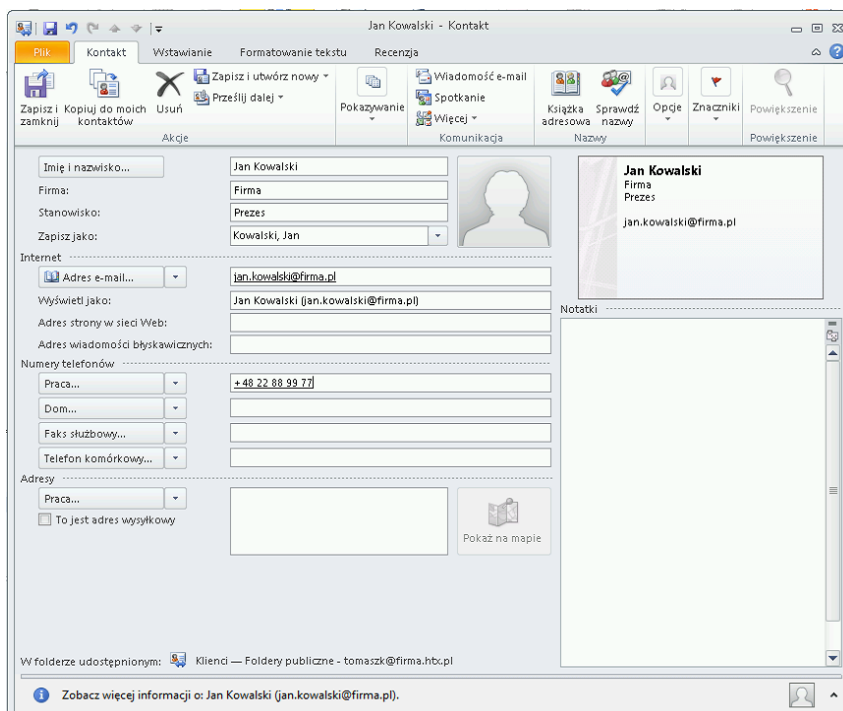 Jan Kowalski - Kontakt
Plik Kontakt Wstawianie Formatowanie tekstu Recenzja
Zapisz i zamknij
Kopiuj do moich kontaktów
Usuń
Zapisz i utwórz nowy
Prześlij dalej
Akcje
Pokazywanie
Wiadomość e-mail
Spotkanie
Więcej
Komunikacja
Książka adresowa
Sprawdź nazwy
Nazwy
Opcje
Znaczniki
Powiększenie
Powiększenie
Imię i nazwisko... Jan Kowalski
Firma: Firma
Stanowisko: Prezes
Zapisz jako: Kowalski, Jan
Internet
Adres e-mail... jan.kowalski@firma.pl
Wyświetl jako: Jan Kowalski (jan.kowalski@firma.pl)
Adres strony w sieci Web:
Adres wiadomości błyskawicznych:
Numery telefonów
Praca... +48 22 88 99 77
Dom...
Faks służbowy...
Telefon komórkowy...
Adresy
Praca...
To jest adres wysyłkowy
Pokaż na mapie
Jan Kowalski
Firma
Prezes
jan.kowalski@firma.pl
Notatki
W folderze udostępnionym: Klienci — Foldery publiczne - tomaszk@firma.htx.pl
Zobacz więcej informacji o: Jan Kowalski (jan.kowalski@firma.pl).